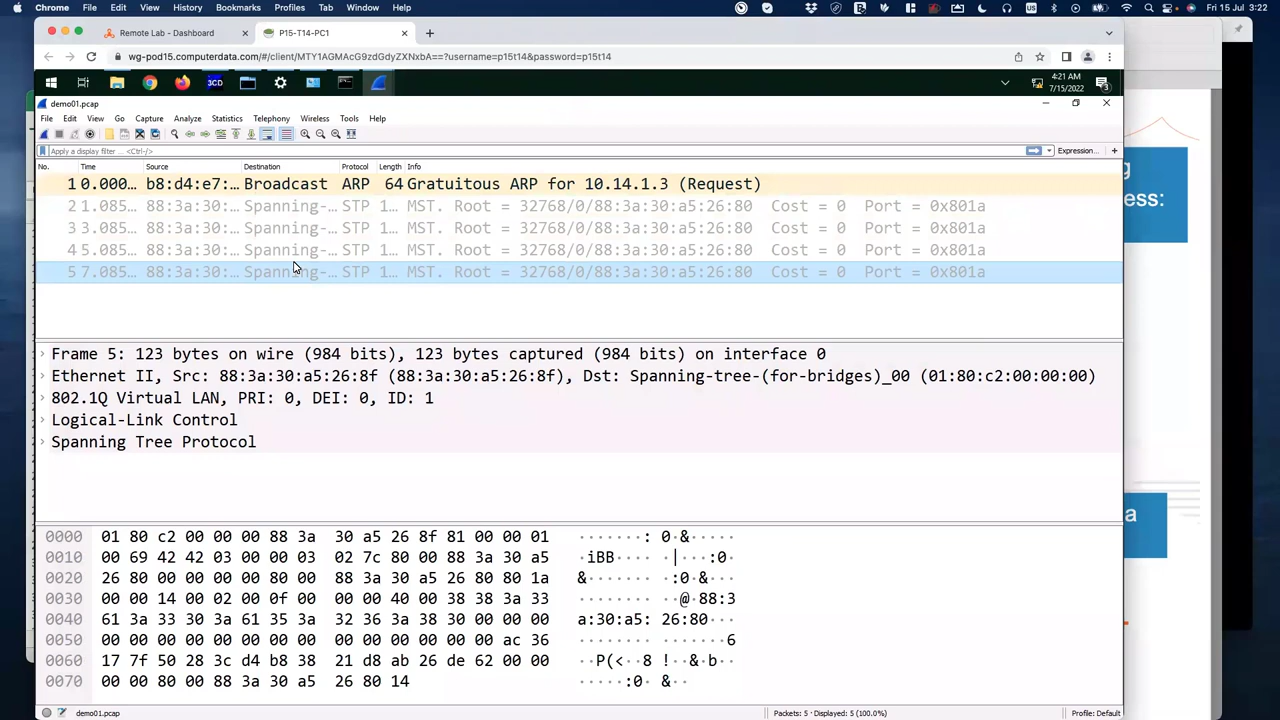 Chrome File Edit View History Bookmarks Profiles Tab Window Help Fri 15 Jul 3:22
Remote Lab - Dashboard P15-T14-PC1
wg-pod15.computerdata.com/#/client/MTY1AGMAcG9zdGdyZXNxbA==?username=p15t14&password=p15t1
3CD 4:21 AM
7/15/2022
demo01.pcap
File Edit View Go Capture Analyze Statistics Telephony Wireless Tools Help
Apply a display filter ... <Ctrl-/> Expression... +
No. Time Source Destination Protocol Length Info
1 0.000… b8:d4:e7:… Broadcast ARP 64 Gratuitous ARP for 10.14.1.3 (Request)
2 1.085… 88:3a:30:… Spanning-… STP 1… MST. Root = 32768/0/88:3a:30:a5:26:80 Cost = 0 Port = 0x801a
3 3.085… 88:3a:30:… Spanning-… STP 1… MST. Root = 32768/0/88:3a:30:a5:26:80 Cost = 0 Port = 0x801a
4 5.085… 88:3a:30:… Spanning-… STP 1… MST. Root = 32768/0/88:3a:30:a5:26:80 Cost = 0 Port = 0x801a
5 7.085… 88:3a:30:… Spanning-… STP 1… MST. Root = 32768/0/88:3a:30:a5:26:80 Cost = 0 Port = 0x801a
Frame 5: 123 bytes on wire (984 bits), 123 bytes captured (984 bits) on interface 0
Ethernet II, Src: 88:3a:30:a5:26:8f (88:3a:30:a5:26:8f), Dst: Spanning-tree-(for-bridges)_00 (01:80:c2:00:00:00)
802.1Q Virtual LAN, PRI: 0, DEI: 0, ID: 1
Logical-Link Control
Spanning Tree Protocol
0000 01 80 c2 00 00 00 88 3a 30 a5 26 8f 81 00 00 01 ·······: 0·&·····
0010 00 69 42 42 03 00 00 03 02 7c 80 00 88 3a 30 a5 ·iBB···· ·|···:0·
0020 26 80 00 00 00 00 80 00 88 3a 30 a5 26 80 80 1a &······· ·:0·&···
0030 00 00 14 00 02 00 0f 00 00 00 40 00 38 38 3a 33 ········ ··@·88:3
0040 61 3a 33 30 3a 61 35 3a 32 36 3a 38 30 00 00 00 a:30:a5: 26:80···
0050 00 00 00 00 00 00 00 00 00 00 00 00 00 00 ac 36 ········ ·······6
0060 17 7f 50 28 3c d4 b8 38 21 d8 ab 26 de 62 00 00 ··P(<··8 !··&·b··
0070 00 00 80 00 88 3a 30 a5 26 80 14 ·····:0· &··
demo01.pcap Packets: 5 · Displayed: 5 (100.0%) Profile: Default
g
ess:
a